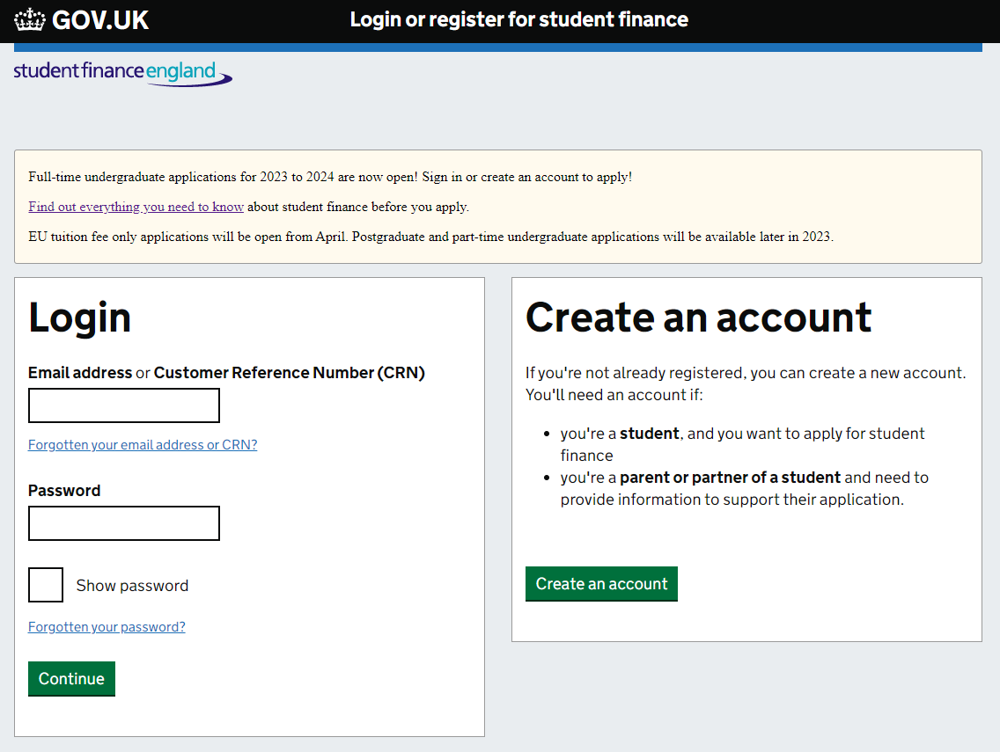 GOV.UK
Login or register for student finance
studentfinanceengland
Full-time undergraduate applications for 2023 to 2024 are now open! Sign in or create an account to apply!
Find out everything you need to know about student finance before you apply.
EU tuition fee only applications will be open from April. Postgraduate and part-time undergraduate applications will be available later in 2023.
Login
Email address or Customer Reference Number (CRN)
Forgotten your email address or CRN?
Password
Show password
Forgotten your password?
Continue
Create an account
If you're not already registered, you can create a new account.
You'll need an account if:
• you're a student, and you want to apply for student
finance
• you're a parent or partner of a student and need to
provide information to support their application.
Create an account